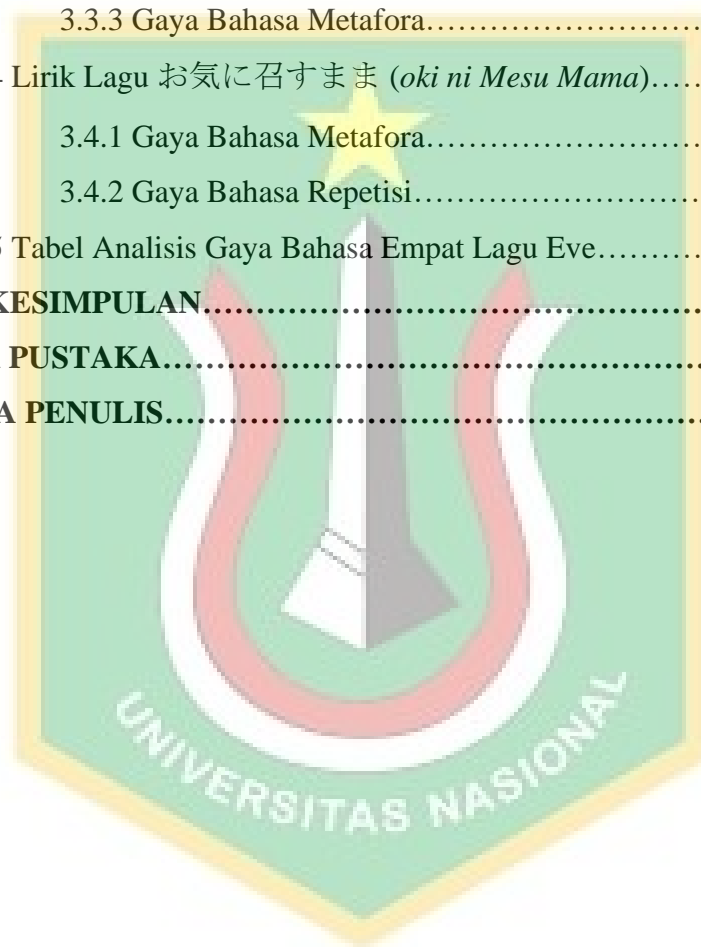 3.3.3 Gaya Bahasa Metafora……………………
Lirik Lagu お気に召すまま (oki ni Mesu Mama)……
3.4.1 Gaya Bahasa Metafora……………………
3.4.2 Gaya Bahasa Repetisi……………………
Tabel Analisis Gaya Bahasa Empat Lagu Eve………
KESIMPULAN………………………………………
PUSTAKA……………………………………………
A PENULIS……………………………………………
UNIVERSITAS NASIONAL